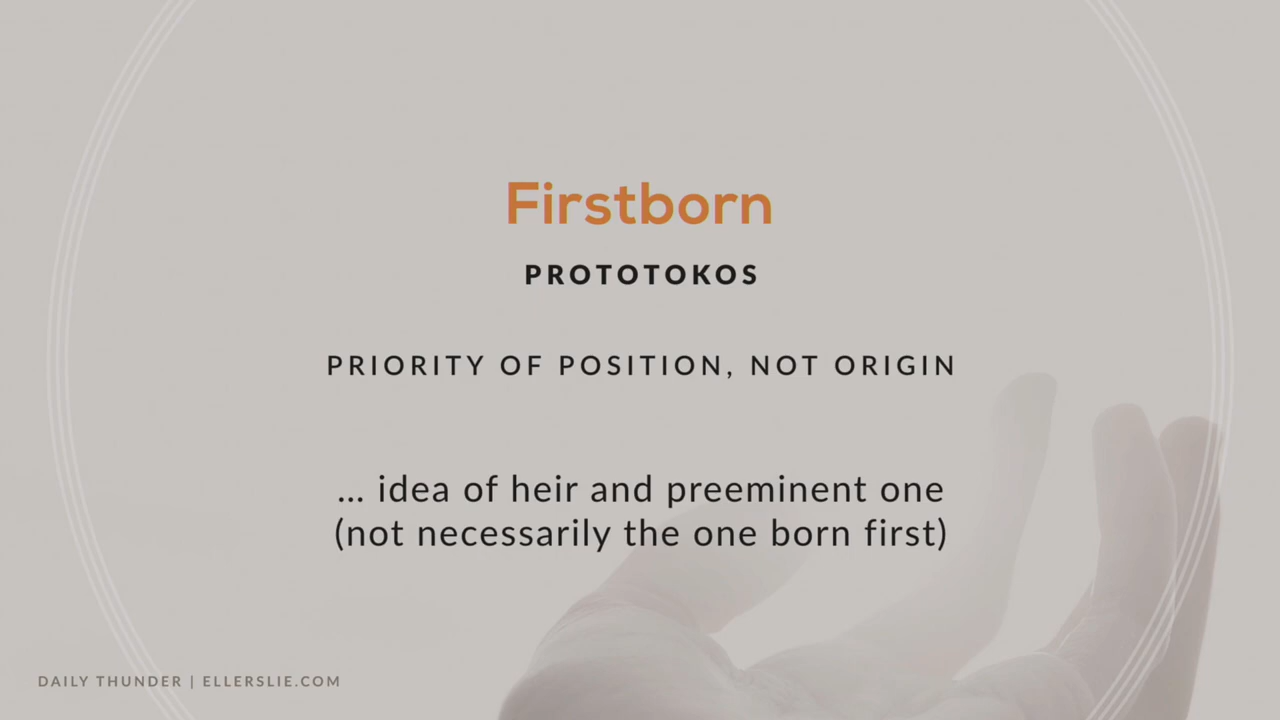 Firstborn
PROTOTOKOS
PRIORITY OF POSITION, NOT ORIGIN
... idea of heir and preeminent one
(not necessarily the one born first)
DAILY THUNDER | ELLERSLIE.COM